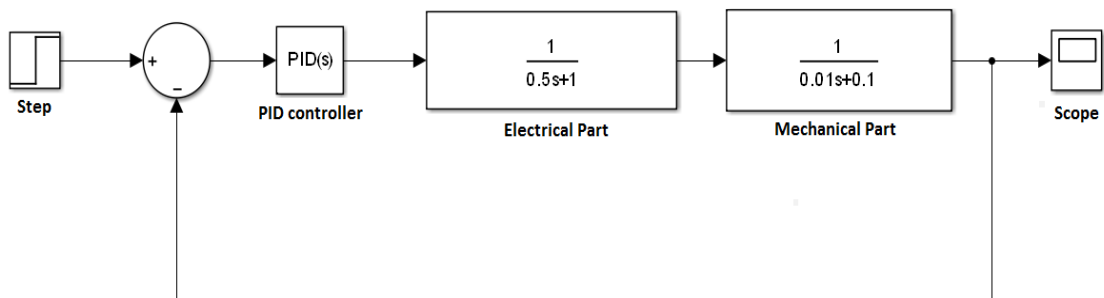 Step
+
−
PID(s)
PID controller
1
0.5s+1
Electrical Part
1
0.01s+0.1
Mechanical Part
Scope